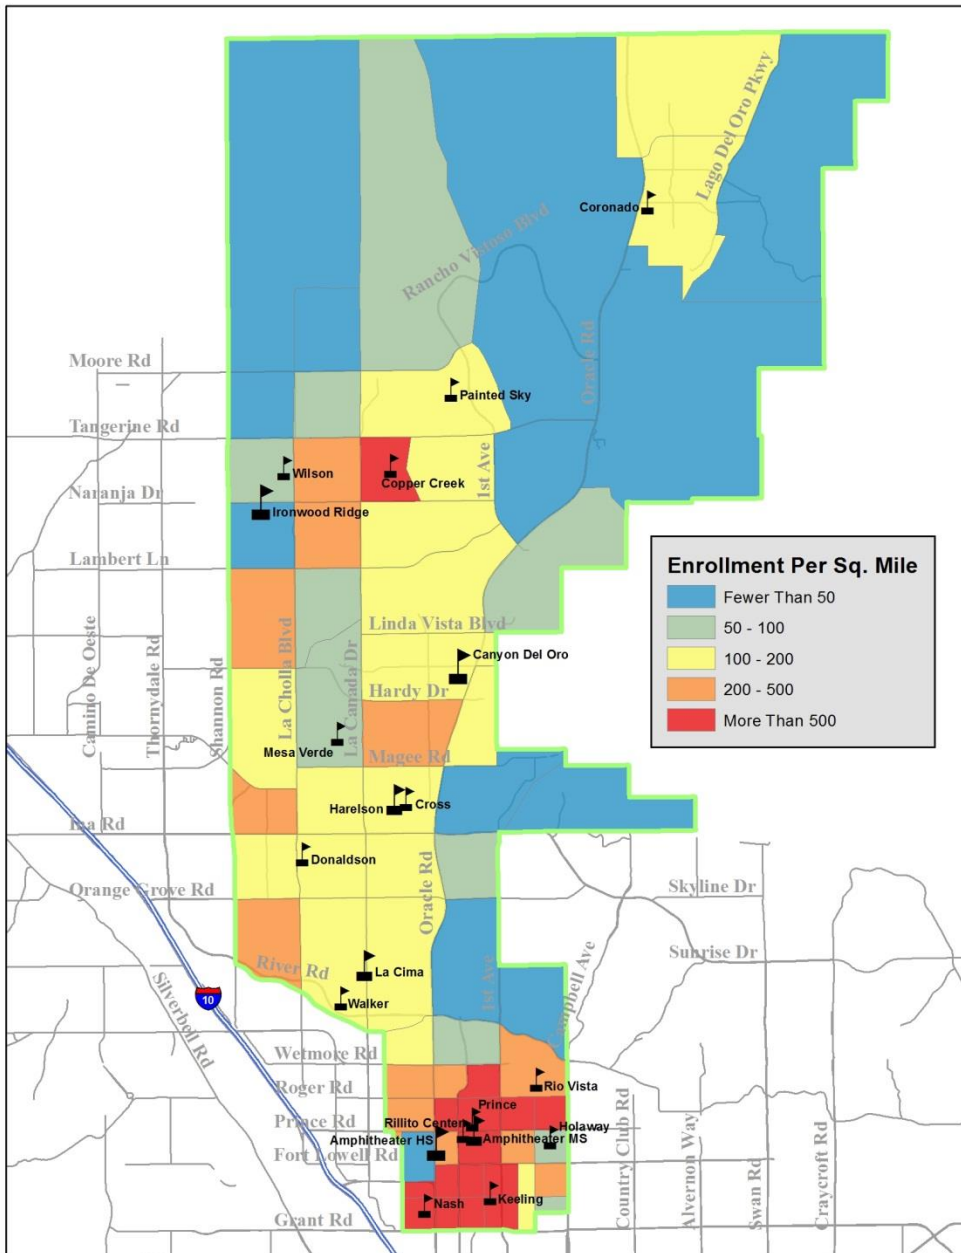 Lago Del Oro Pkwy
Coronado
Rancho Vistoso Blvd
Oracle Rd
Moore Rd
Painted Sky
Tangerine Rd
1st Ave
Wilson
Copper Creek
Naranja Dr
Ironwood Ridge
Lambert Ln
Enrollment Per Sq. Mile
Fewer Than 50
50 - 100
100 - 200
200 - 500
More Than 500
Linda Vista Blvd
Camino De Oeste
Thornydale Rd
Shannon Rd
La Cholla Blvd
La Canada Dr
Canyon Del Oro
Hardy Dr
Mesa Verde
Magee Rd
Harelson
Cross
Ina Rd
Donaldson
Oracle Rd
Orange Grove Rd
Skyline Dr
Sunrise Dr
River Rd
La Cima
1st Ave
Campbell Ave
10
Walker
Silverbell Rd
Wetmore Rd
Roger Rd
Rio Vista
Prince
Prince Rd
Rillito Center
Holaway
Amphitheater HS
Amphitheater MS
Fort Lowell Rd
Country Club Rd
Alvernon Way
Swan Rd
Craycroft Rd
Nash
Keeling
Grant Rd